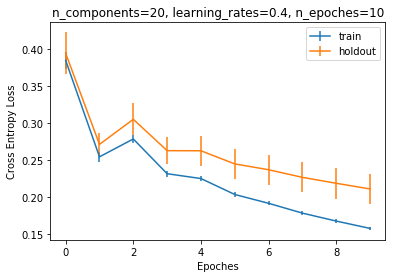 n_components=20, learning_rates=0.4, n_epoches=10
train
holdout
Cross Entropy Loss
0.40
0.35
0.30
0.25
0.20
0.15
0
2
4
6
8
Epoches